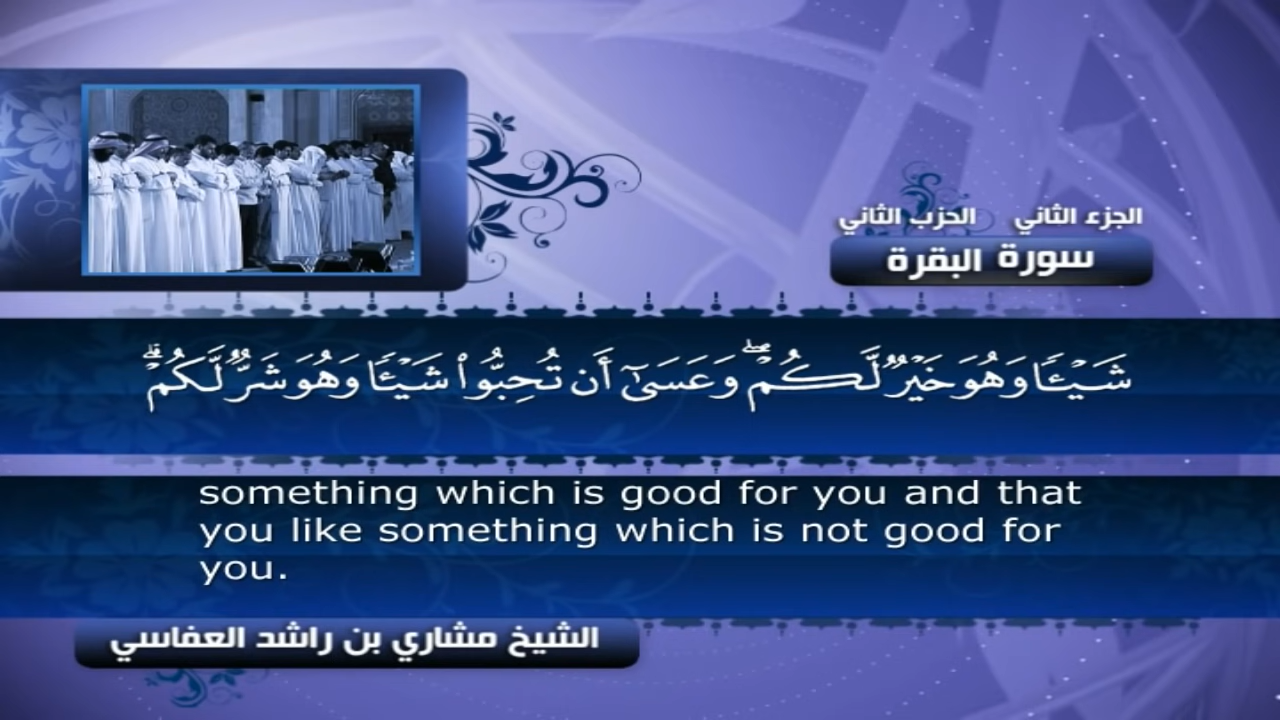 الجزء الثاني الحزب الثاني
سورة البقرة
شَيْـًٔا وَهُوَ خَيْرٌ لَّكُمْ ۖ وَعَسَىٰٓ أَن تُحِبُّوا۟ شَيْـًٔا وَهُوَ شَرٌّ لَّكُمْ ۗ
something which is good for you and that
you like something which is not good for
you.
الشيخ مشاري بن راشد العفاسي